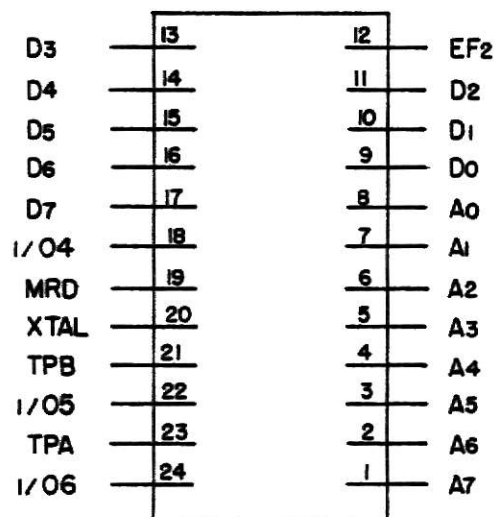 D3 13 12 EF2
D4 14 11 D2
D5 15 10 D1
D6 16 9 D0
D7 17 8 A0
I/O4 18 7 A1
MRD 19 6 A2
XTAL 20 5 A3
TPB 21 4 A4
I/O5 22 3 A5
TPA 23 2 A6
I/O6 24 1 A7